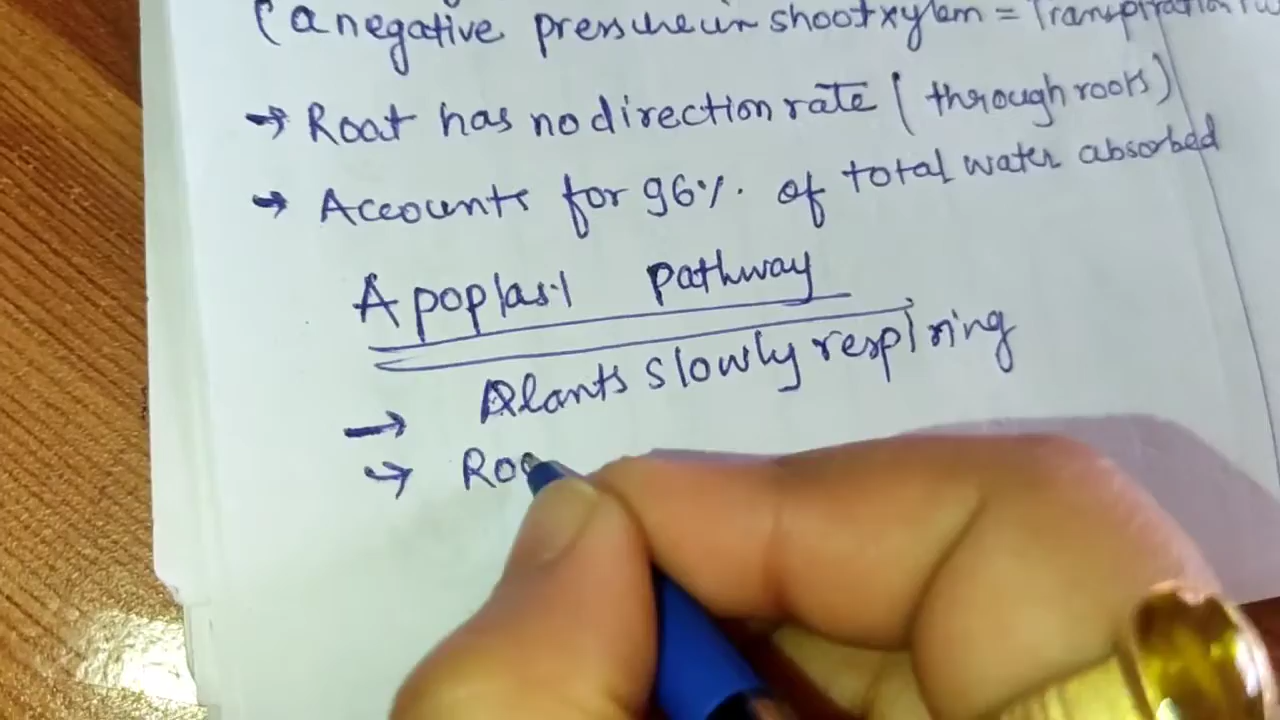 (a negative pressure in shoot xylem = Transpiration
→ Root has no direction rate ( through roots )
→ Accounts for 96% of total water absorbed
Apoplast pathway
→ Plants slowly respiring
→ Roo